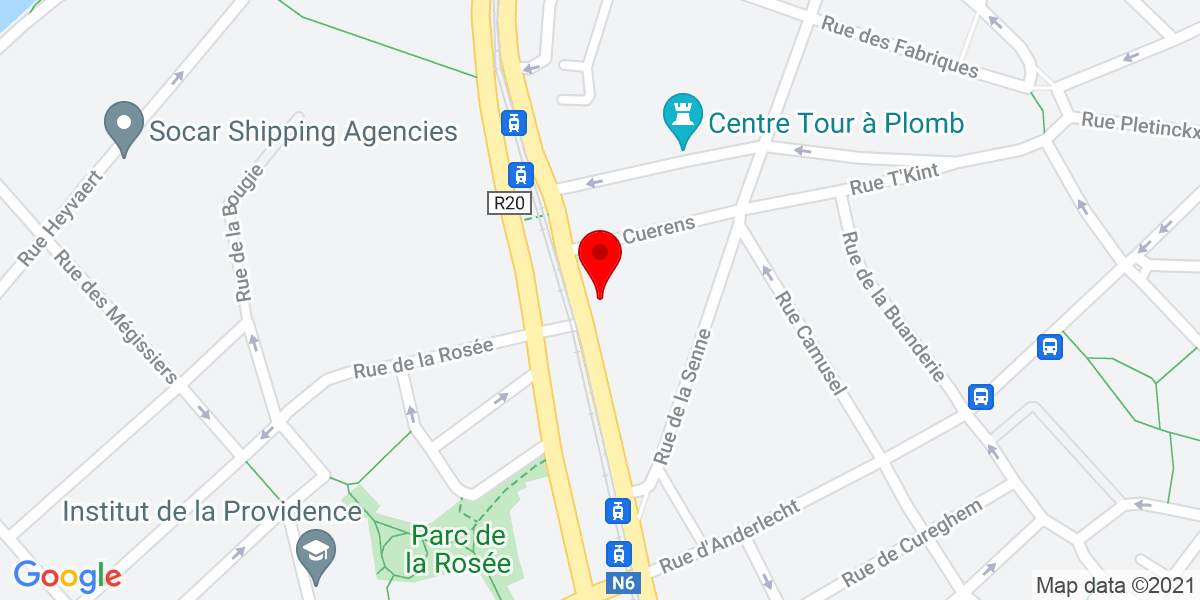 Rue des Fabriques
Socar Shipping Agencies
Centre Tour à Plomb
Rue Pletinckx
Rue Heyvaert
Rue de la Bougie
R20
Rue T'Kint
Cuerens
Rue des Mégissiers
Rue de la Rosée
Rue de la Senne
Rue Camusel
Rue de la Buanderie
Institut de la Providence
Parc de
la Rosée
Rue d'Anderlecht
Rue de Cureghem
N6
Google
Map data ©2021